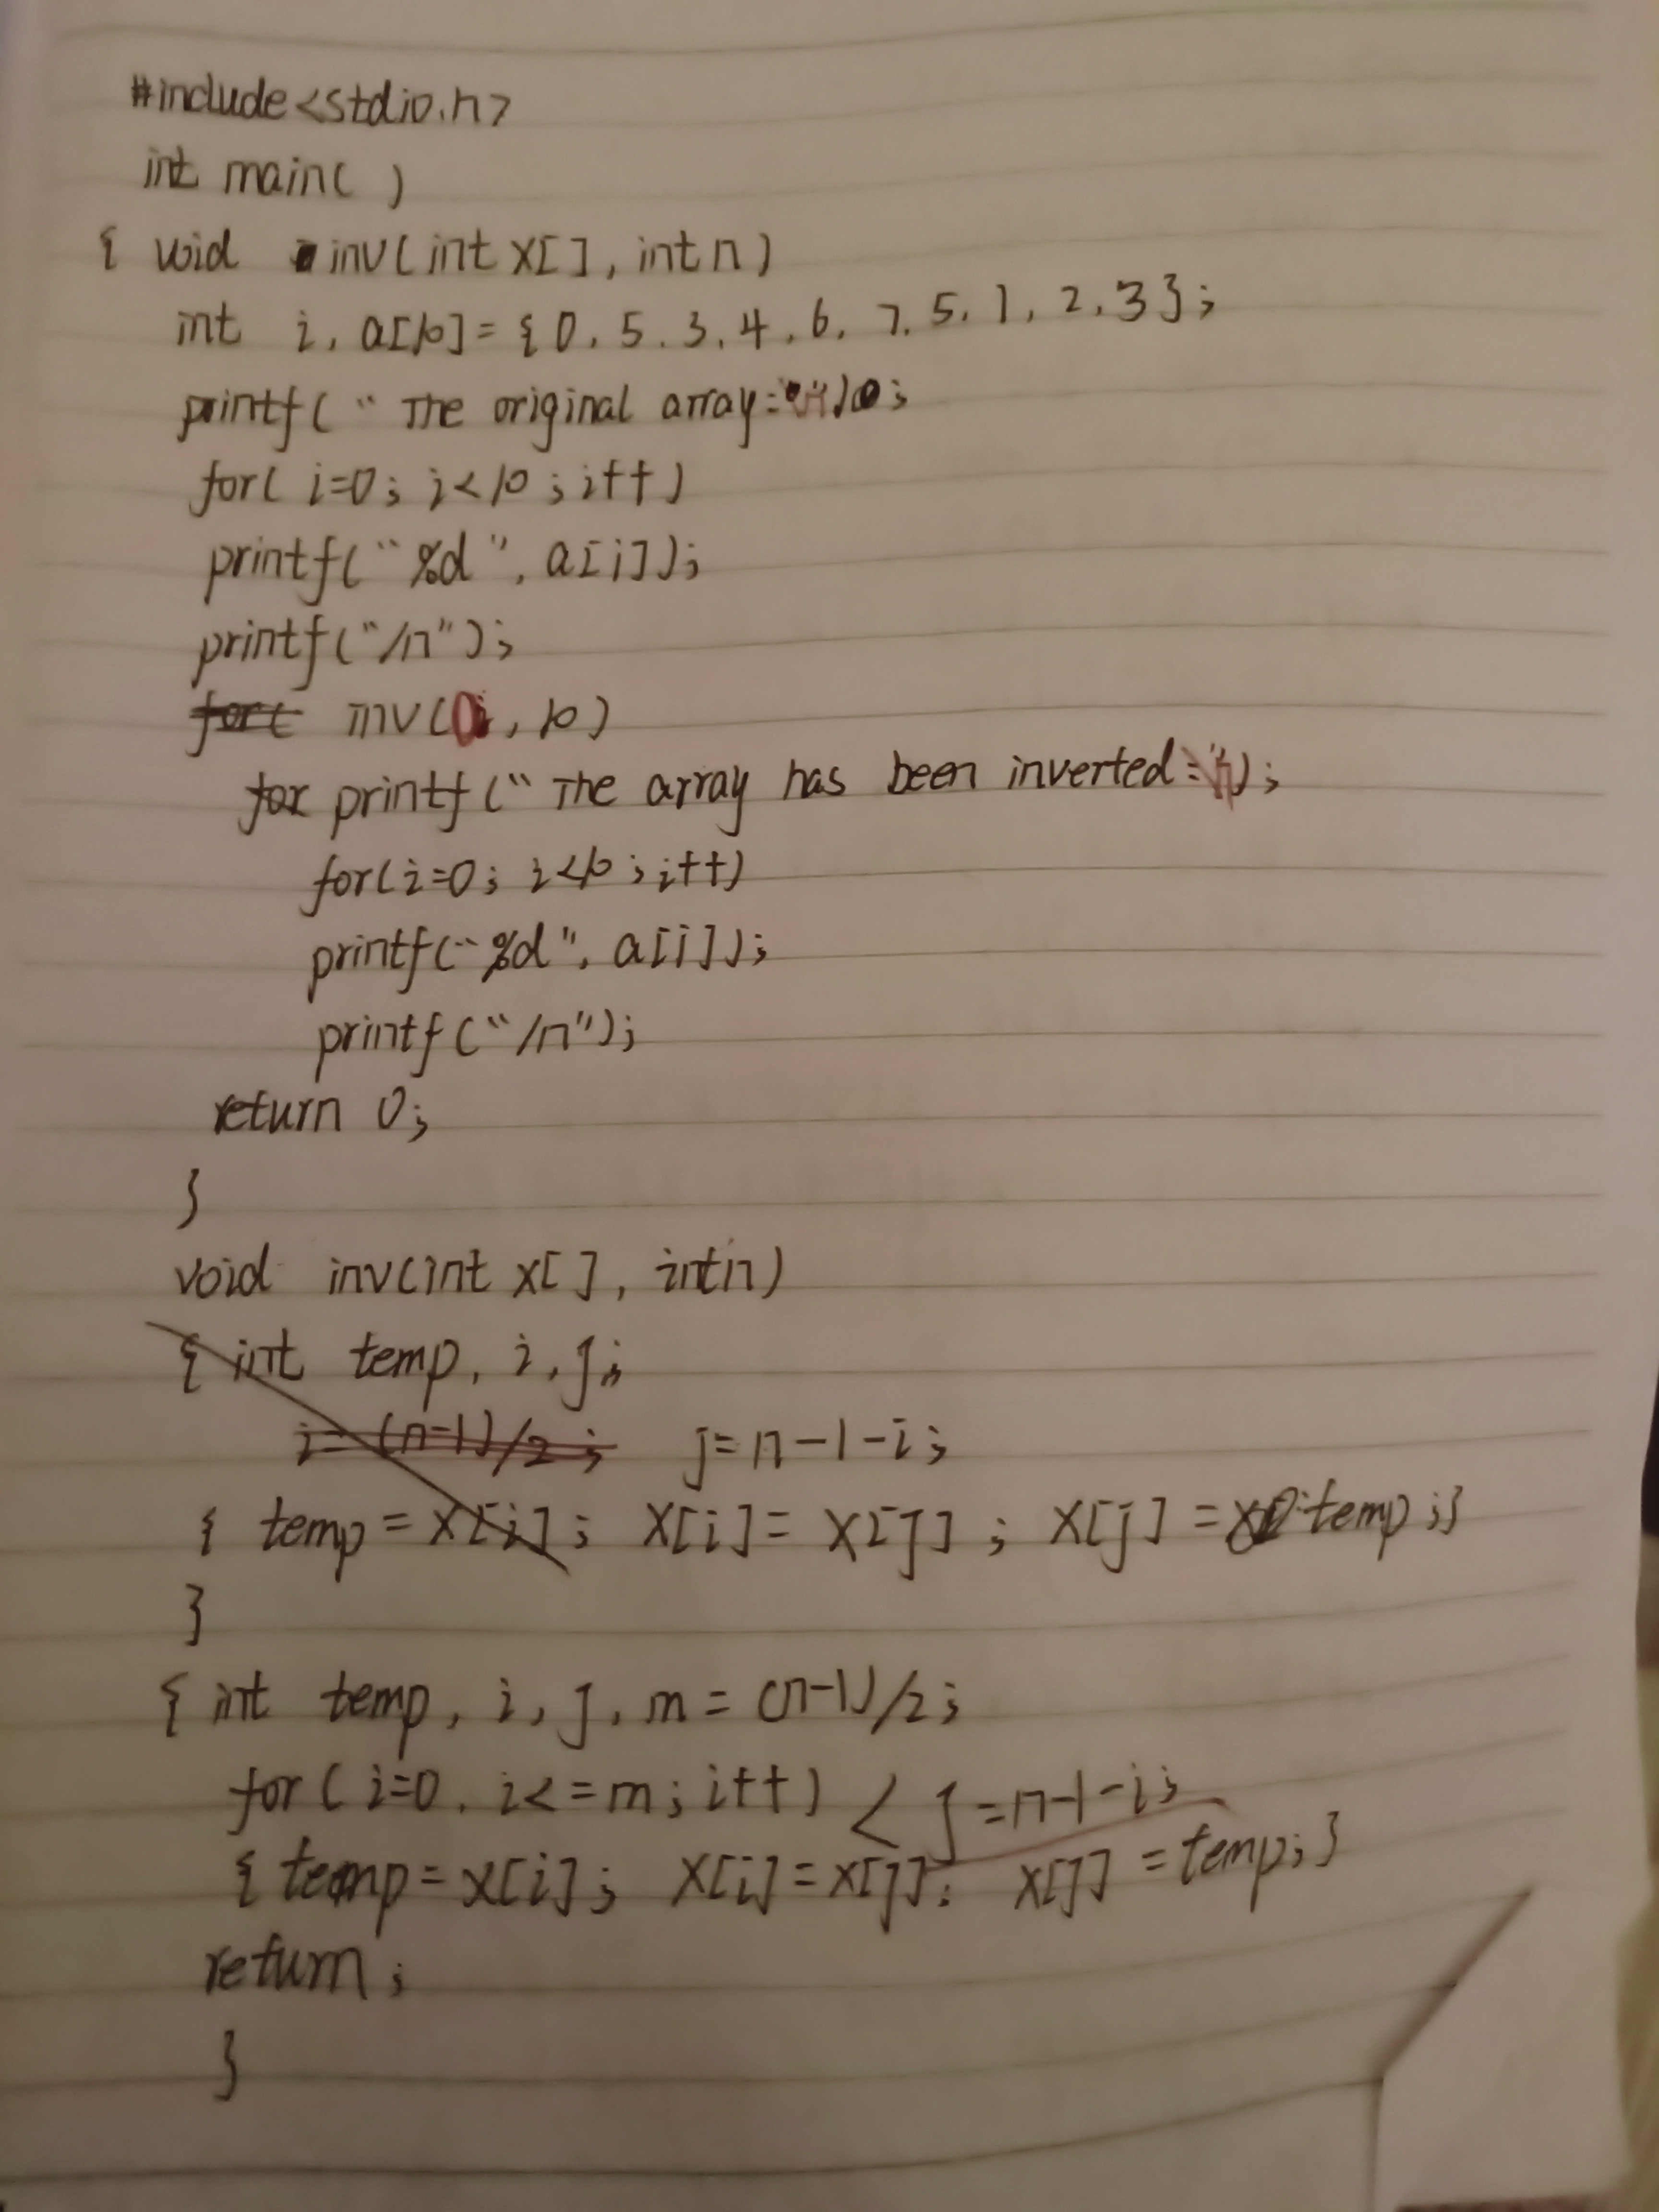 #include<stdio.h>
int main( )
{ void inv(int x[], int n)
int i, a[10]={0,5,3,4,6,7,5,1,2,3};
printf("The original array:\n");
for(i=0;i<10;i++)
printf("%d",a[i]);
printf("/n");
for( inv( ,10)
for printf("The array has been inverted:\n);
for(i=0;i<10;i++)
printf("%d",a[i]);
printf("/n");
return 0;
}
void inv(int x[], int n)
{ int temp, i, j;
i=(n-1)/2; j=n-1-i;
{ temp=x[i]; x[i]=x[j]; x[j]= temp;}
}
{ int temp, i, j, m=(n-1)/2;
for(i=0, i<=m; i++) < j=n-1-i;
{ temp=x[i]; x[i]=x[j]; x[j]=temp;}
return;
}